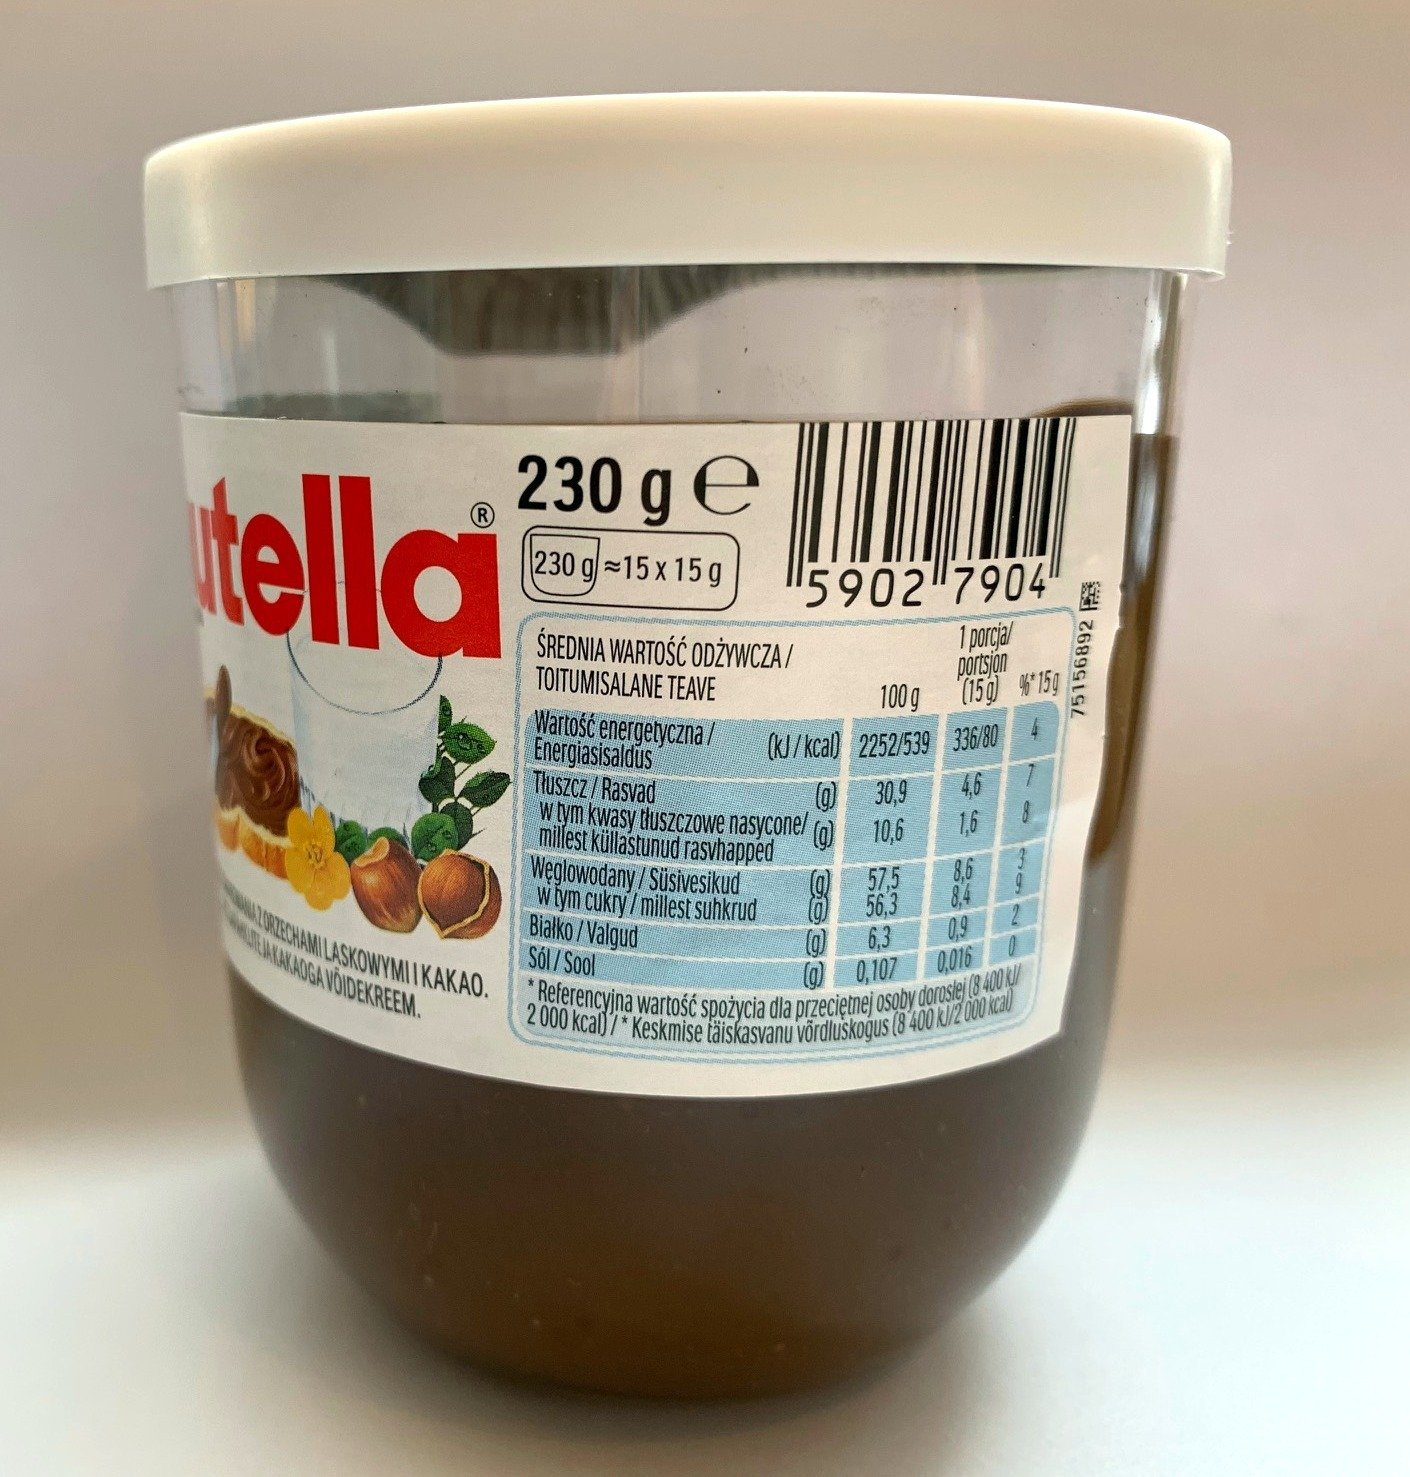 utella®
230 g ℮
230 g ≈15 x 15 g
5902 7904
75156892
ŚREDNIA WARTOŚĆ ODŻYWCZA /
TOITUMISALANE TEAVE
100 g
1 porcja/
portsjon
(15 g)
%* 15 g
Wartość energetyczna /
Energiasisaldus (kJ / kcal) 2252/539 336/80 4
Tłuszcz / Rasvad (g) 30,9 4,6 7
w tym kwasy tłuszczowe nasycone/
millest küllastunud rasvhapped (g) 10,6 1,6 8
Węglowodany / Süsivesikud (g) 57,5 8,6 3
w tym cukry / millest suhkrud (g) 56,3 8,4 9
Białko / Valgud (g) 6,3 0,9 2
Sól / Sool (g) 0,107 0,016 0
* Referencyjna wartość spożycia dla przeciętnej osoby dorosłej (8 400 kJ/
2 000 kcal) / * Keskmise täiskasvanu võrdluskogus (8 400 kJ/2 000 kcal)
Z ORZECHAMI LASKOWYMI I KAKAO.
JA KAKAOGA VÕIDEKREEM.